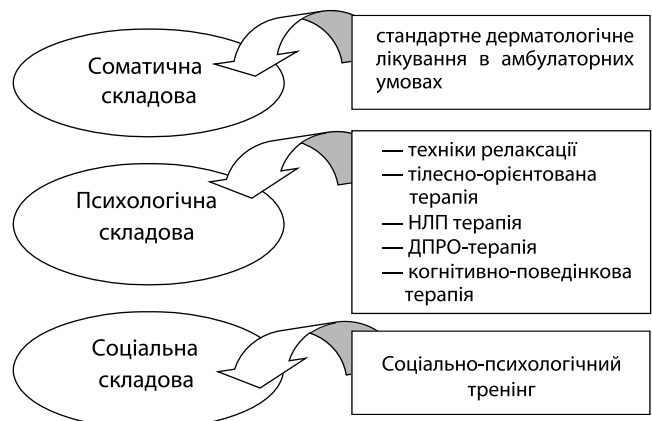 Соматична
складова
стандартне дерматологічне
лікування в амбулаторних
умовах
Психологічна
складова
— техніки релаксації
— тілесно-орієнтована
терапія
— НЛП терапія
— ДПРО-терапія
— когнітивно-поведінкова
терапія
Соціальна
складова
Соціально-психологічний
тренінг